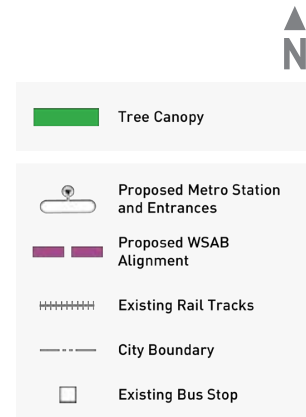 N
Tree Canopy
Proposed Metro Station
and Entrances
Proposed WSAB
Alignment
Existing Rail Tracks
City Boundary
Existing Bus Stop